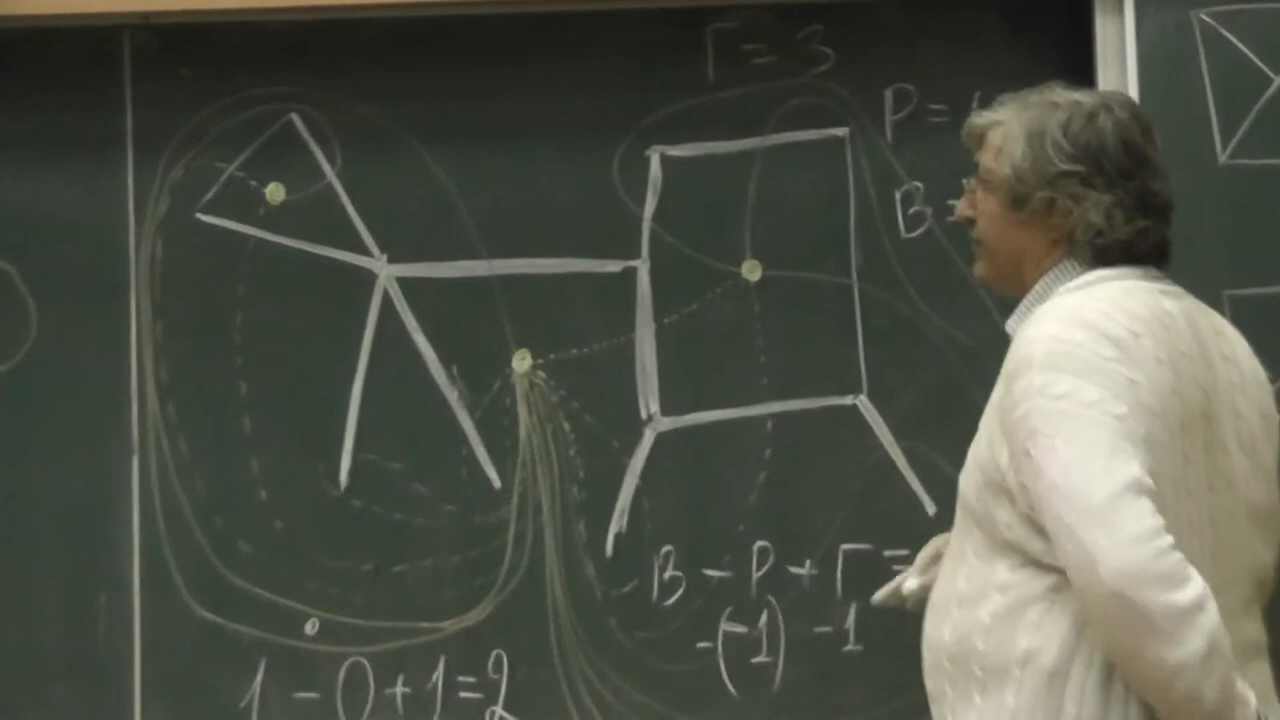 Г = 3
Р =
В =
В - Р + Г =
-(-1) -1
1 - 0 + 1 = 2